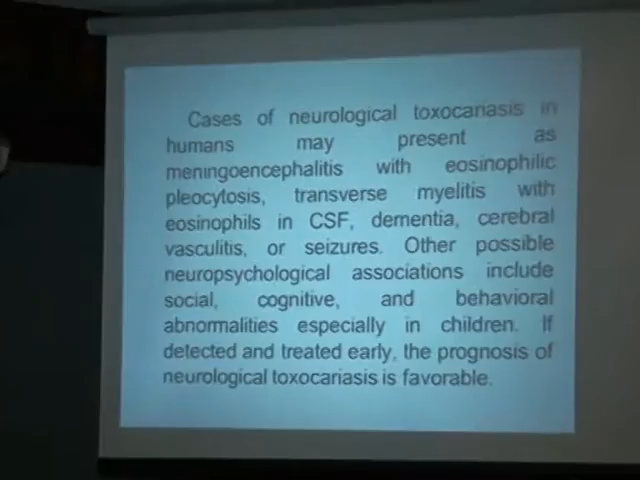 Cases of neurological toxocariasis in
humans may present as
meningoencephalitis with eosinophilic
pleocytosis, transverse myelitis with
eosinophils in CSF, dementia, cerebral
vasculitis, or seizures. Other possible
neuropsychological associations include
social, cognitive, and behavioral
abnormalities especially in children. If
detected and treated early, the prognosis of
neurological toxocariasis is favorable.